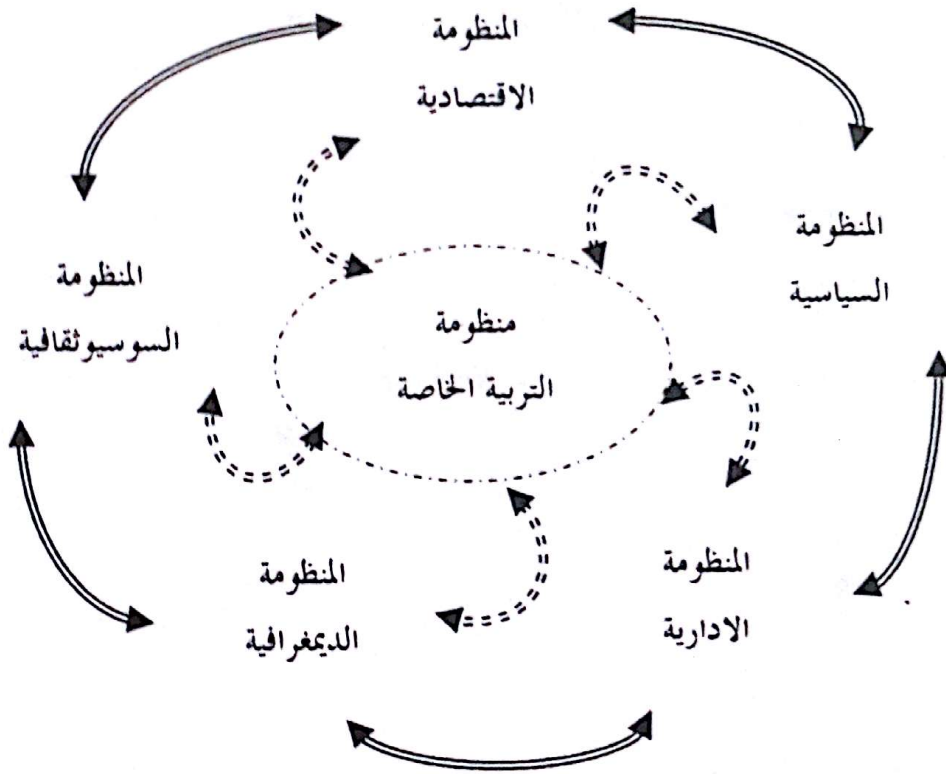 المنظومة
الاقتصادية
المنظومة
السياسية
المنظومة
السوسيوثقافية
منظومة
التربية الخاصة
المنظومة
الادارية
المنظومة
الديمغرافية